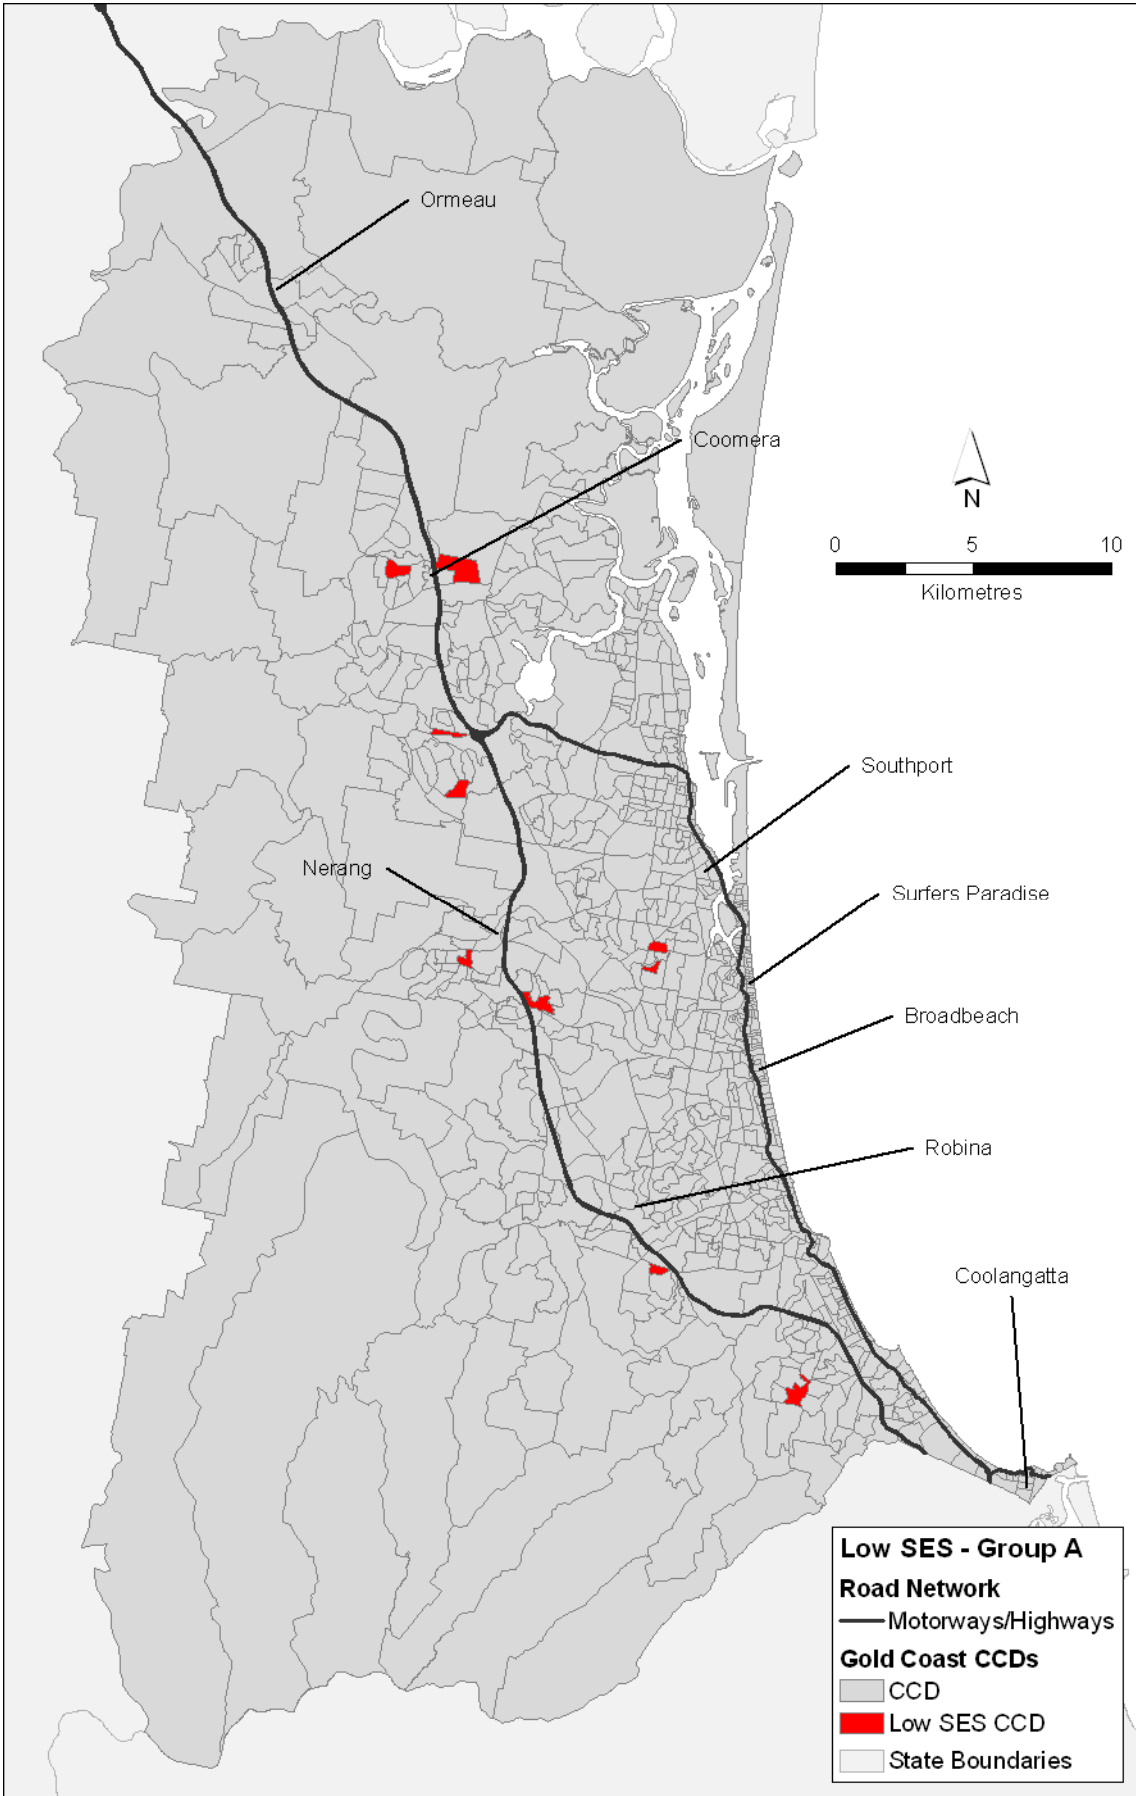 Ormeau
Coomera
N
0 5 10
Kilometres
Southport
Nerang
Surfers Paradise
Broadbeach
Robina
Coolangatta
Low SES - Group A
Road Network
Motorways/Highways
Gold Coast CCDs
CCD
Low SES CCD
State Boundaries